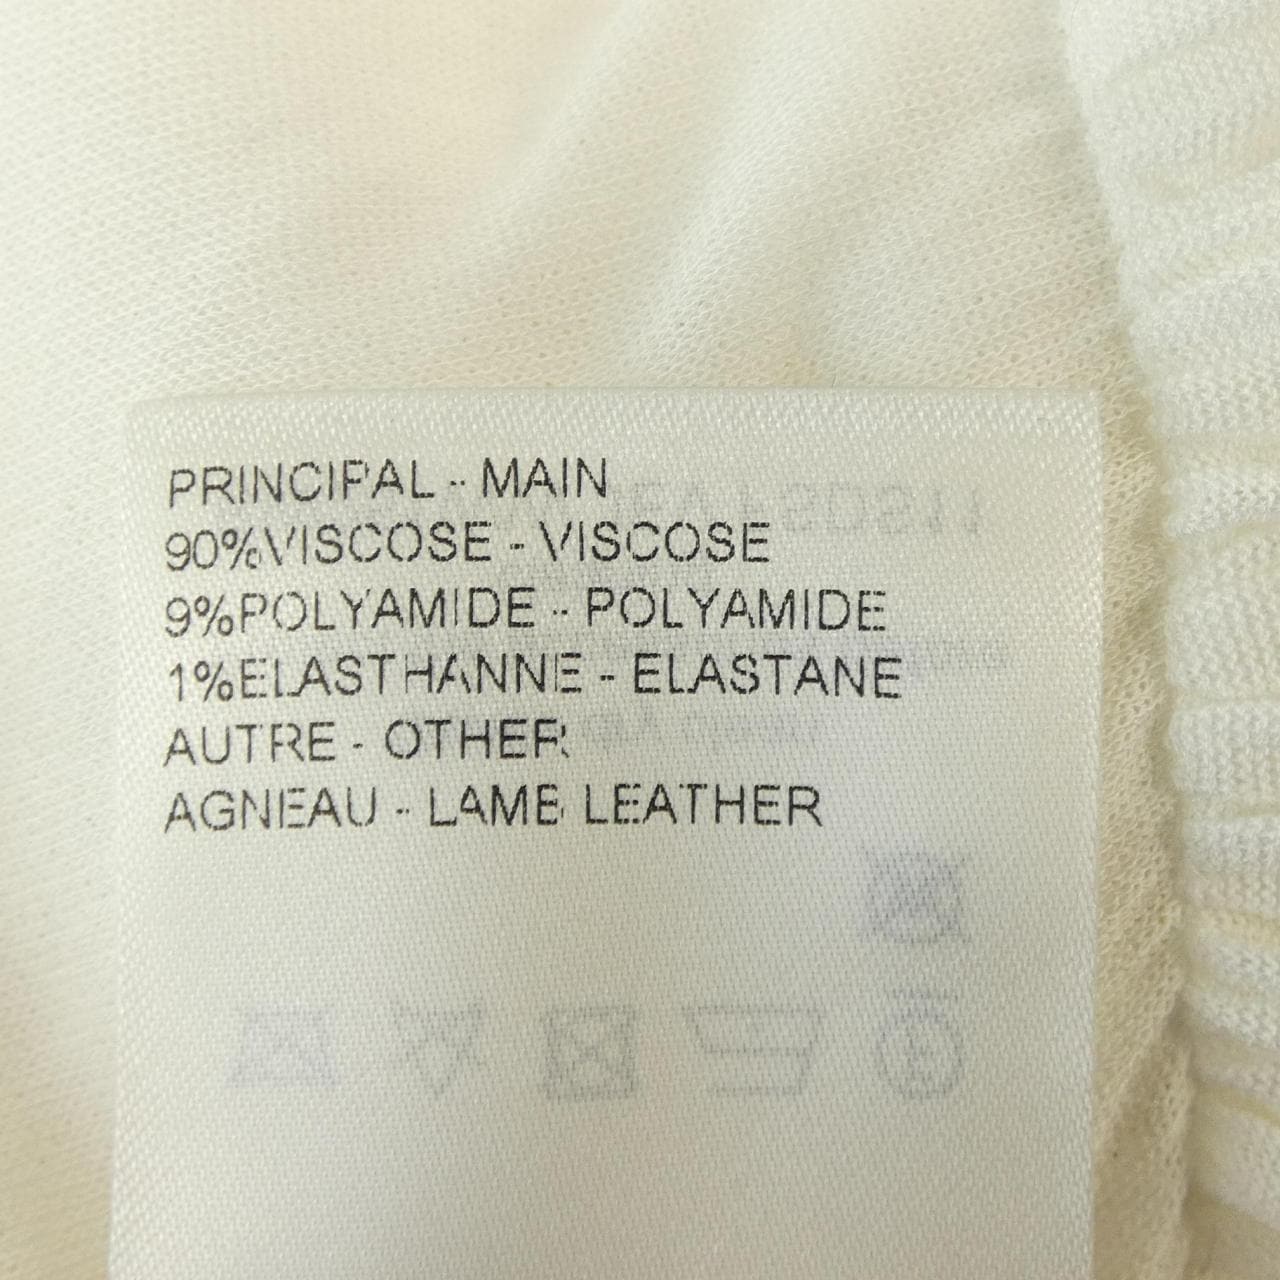 PRINCIPAL - MAIN
90%VISCOSE - VISCOSE
9%POLYAMIDE - POLYAMIDE
1%ELASTHANNE - ELASTANE
AUTRE - OTHER
AGNEAU - LAMB LEATHER